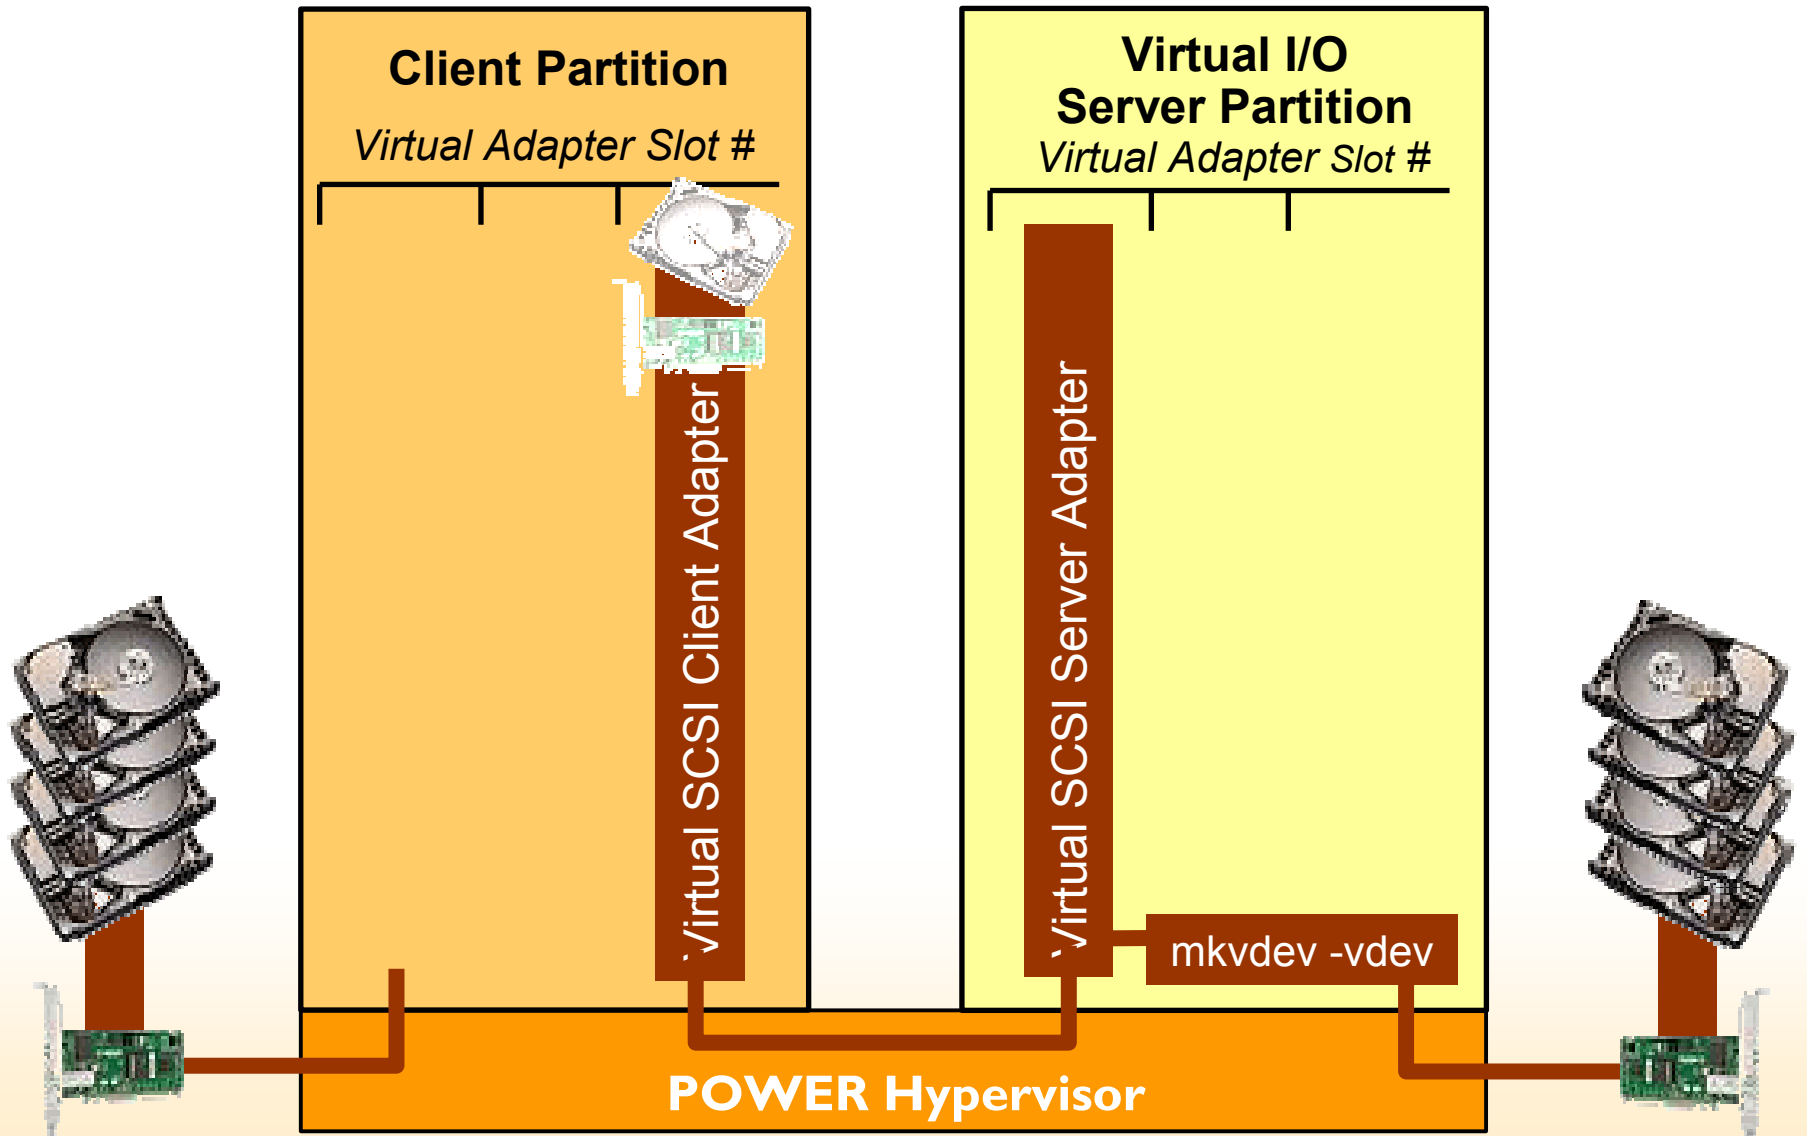 Client Partition
Virtual Adapter Slot #
Virtual SCSI Client Adapter
Virtual I/O
Server Partition
Virtual Adapter Slot #
Virtual SCSI Server Adapter
mkvdev -vdev
POWER Hypervisor